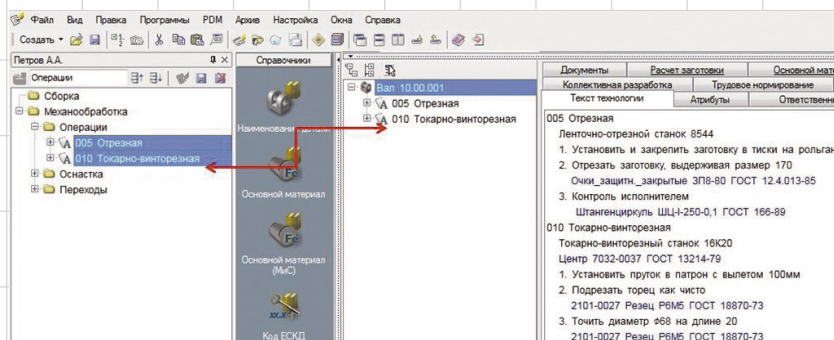 Файл Вид Правка Программы PDM Архив Настройка Окна Справка
Создать
Петров А.А.
Справочники
Операции
Сборка
Механообработка
Операции
005 Отрезная
010 Токарно-винторезная
Оснастка
Переходы
Наименование детали
Основной материал
Основной материал
(МиС)
Код ЕСКД
Вал 10.00.001
005 Отрезная
010 Токарно-винторезная
Документы Расчет заготовки Основной мат
Коллективная разработка Трудовое нормирование
Текст технологии Атрибуты Ответственн
005 Отрезная
Ленточно-отрезной станок 8544
1. Установить и закрепить заготовку в тиски на рольган
2. Отрезать заготовку, выдерживая размер 170
Очки_защитн._закрытые ЗП8-80 ГОСТ 12.4.013-85
3. Контроль исполнителем
Штангенциркуль ШЦ-I-250-0,1 ГОСТ 166-89
010 Токарно-винторезная
Токарно-винторезный станок 16К20
Центр 7032-0037 ГОСТ 13214-79
1. Установить пруток в патрон с вылетом 100мм
2. Подрезать торец как чисто
2101-0027 Резец Р6М5 ГОСТ 18870-73
3. Точить диаметр ⌀68 на длине 20
2101-0027 Резец Р6М5 ГОСТ 18870-73